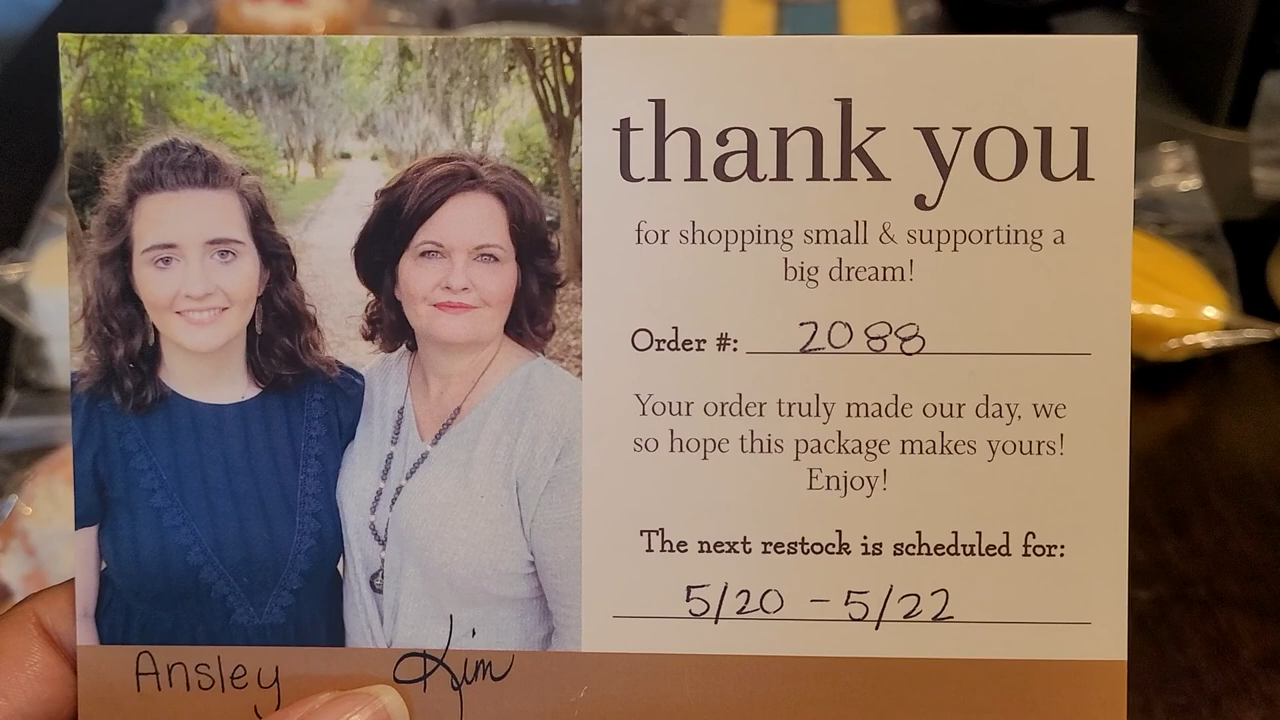 thank you
for shopping small & supporting a
big dream!
Order #: 2088
Your order truly made our day, we
so hope this package makes yours!
Enjoy!
The next restock is scheduled for:
5/20 - 5/22
Ansley Kim